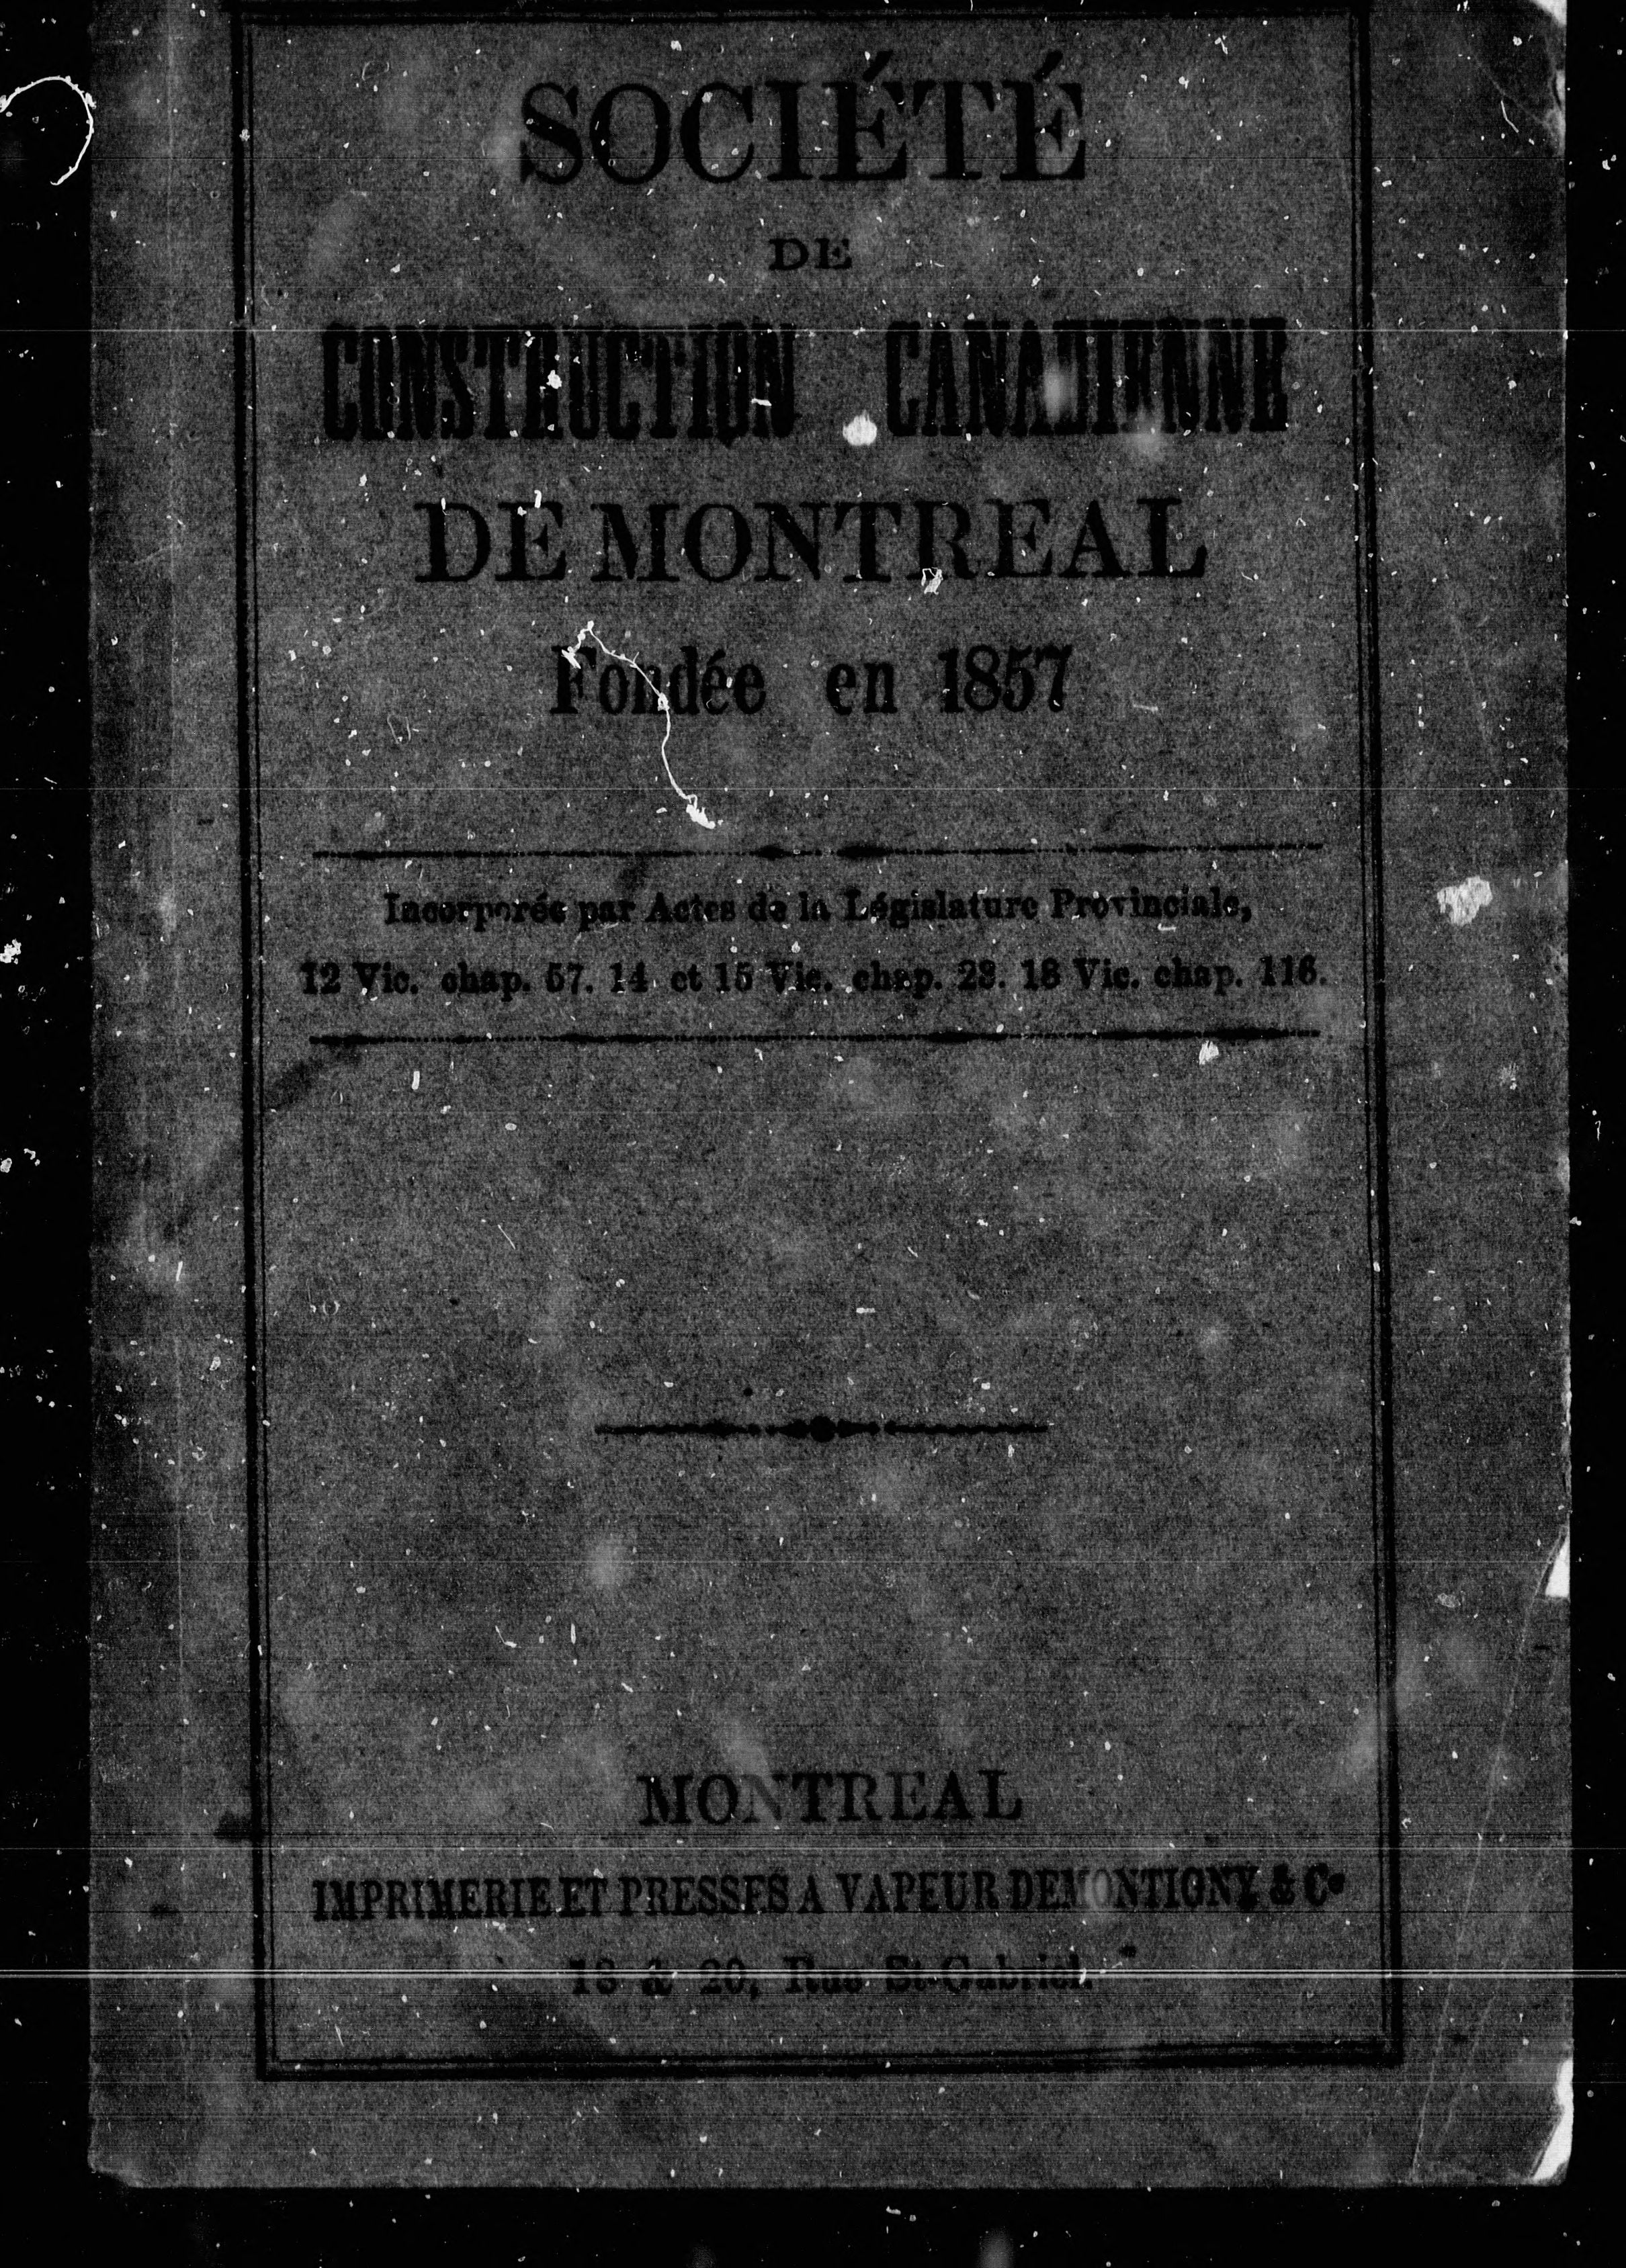 SOCIÉTÉ
DE
CONSTRUCTION CANADIENNE
DE MONTREAL
Fondée en 1857
Incorporée par Actes de la Législature Provinciale,
12 Vic. chap. 57. 14 et 15 Vic. chap. 23. 18 Vic. chap. 116.
MONTREAL
IMPRIMERIE ET PRESSES A VAPEUR DEMONTIGNY & Ce
18 & 20, Rue St-Gabriel.